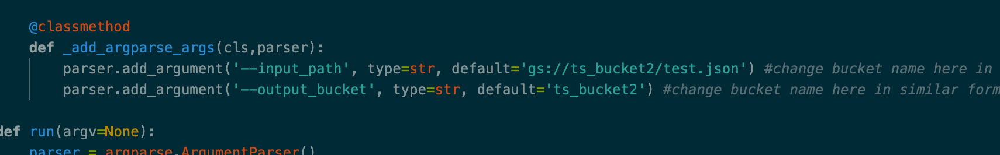 @classmethod
def _add_argparse_args(cls,parser):
parser.add_argument('--input_path', type=str, default='gs://ts_bucket2/test.json') #change bucket name here in
parser.add_argument('--output_bucket', type=str, default='ts_bucket2') #change bucket name here in similar form
def run(argv=None):
parser = argparse.ArgumentParser()